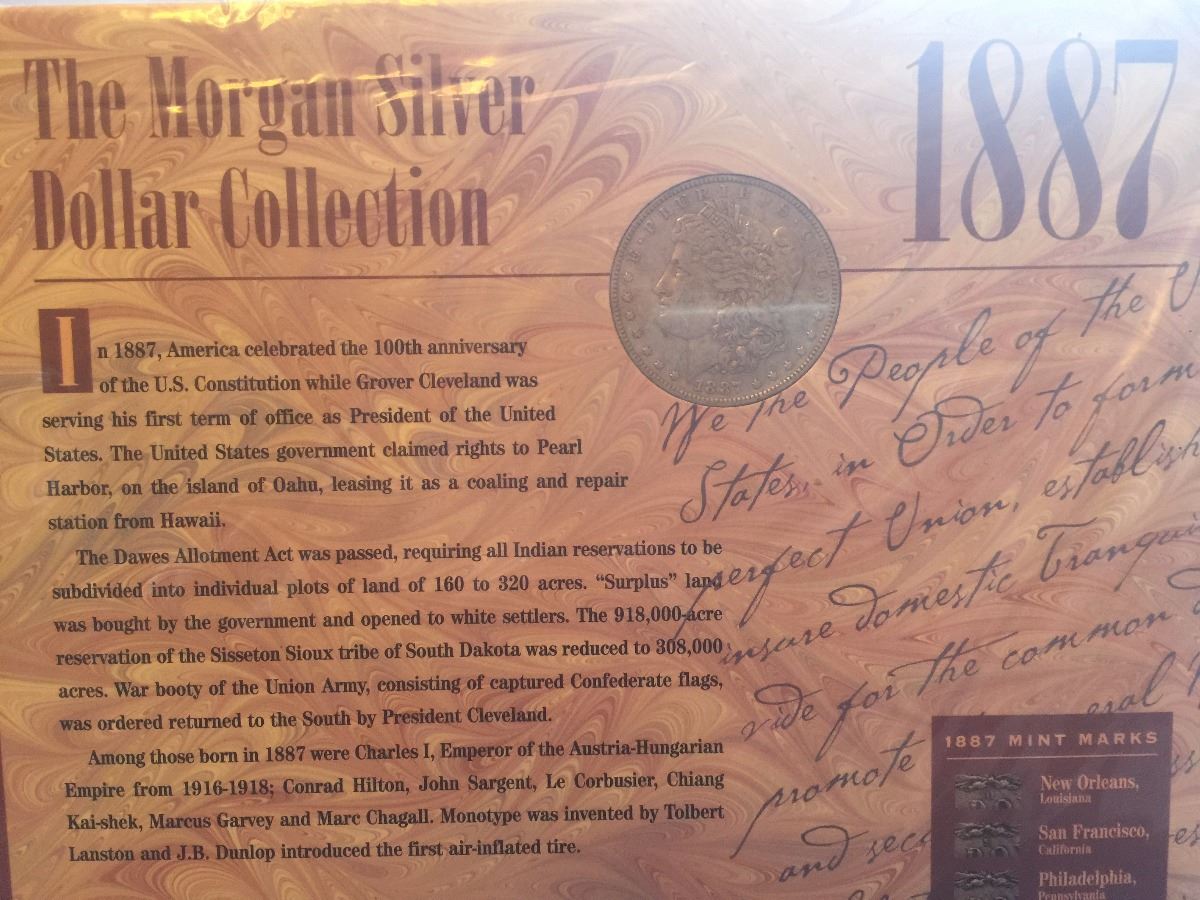 The Morgan Silver
Dollar Collection
1887
In 1887, America celebrated the 100th anniversary
of the U.S. Constitution while Grover Cleveland was
serving his first term of office as President of the United
States. The United States government claimed rights to Pearl
Harbor, on the island of Oahu, leasing it as a coaling and repair
station from Hawaii.
The Dawes Allotment Act was passed, requiring all Indian reservations to be
subdivided into individual plots of land of 160 to 320 acres. “Surplus” land
was bought by the government and opened to white settlers. The 918,000-acre
reservation of the Sisseton Sioux tribe of South Dakota was reduced to 308,000
acres. War booty of the Union Army, consisting of captured Confederate flags,
was ordered returned to the South by President Cleveland.
Among those born in 1887 were Charles I, Emperor of the Austria-Hungarian
Empire from 1916-1918; Conrad Hilton, John Sargent, Le Corbusier, Chiang
Kai-shek, Marcus Garvey and Marc Chagall. Monotype was invented by Tolbert
Lanston and J.B. Dunlop introduced the first air-inflated tire.
1887
We the People of the U
States, in Order to form
perfect Union, establish
insure domestic Tranqui
vide for the common
promote eral
and secu
1887 MINT MARKS
New Orleans,
Louisiana
San Francisco,
California
Philadelphia,
Pennsylvania